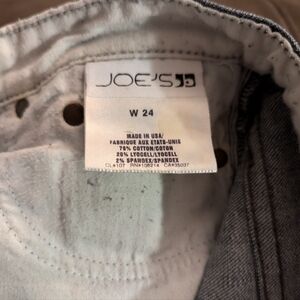 JOE'S
W 24
MADE IN USA/
FABRIQUE AUX ETATS-UNIS
78% COTTON/COTON
20% LYOCELL/LYOCELL
2% SPANDEX/SPANDEX